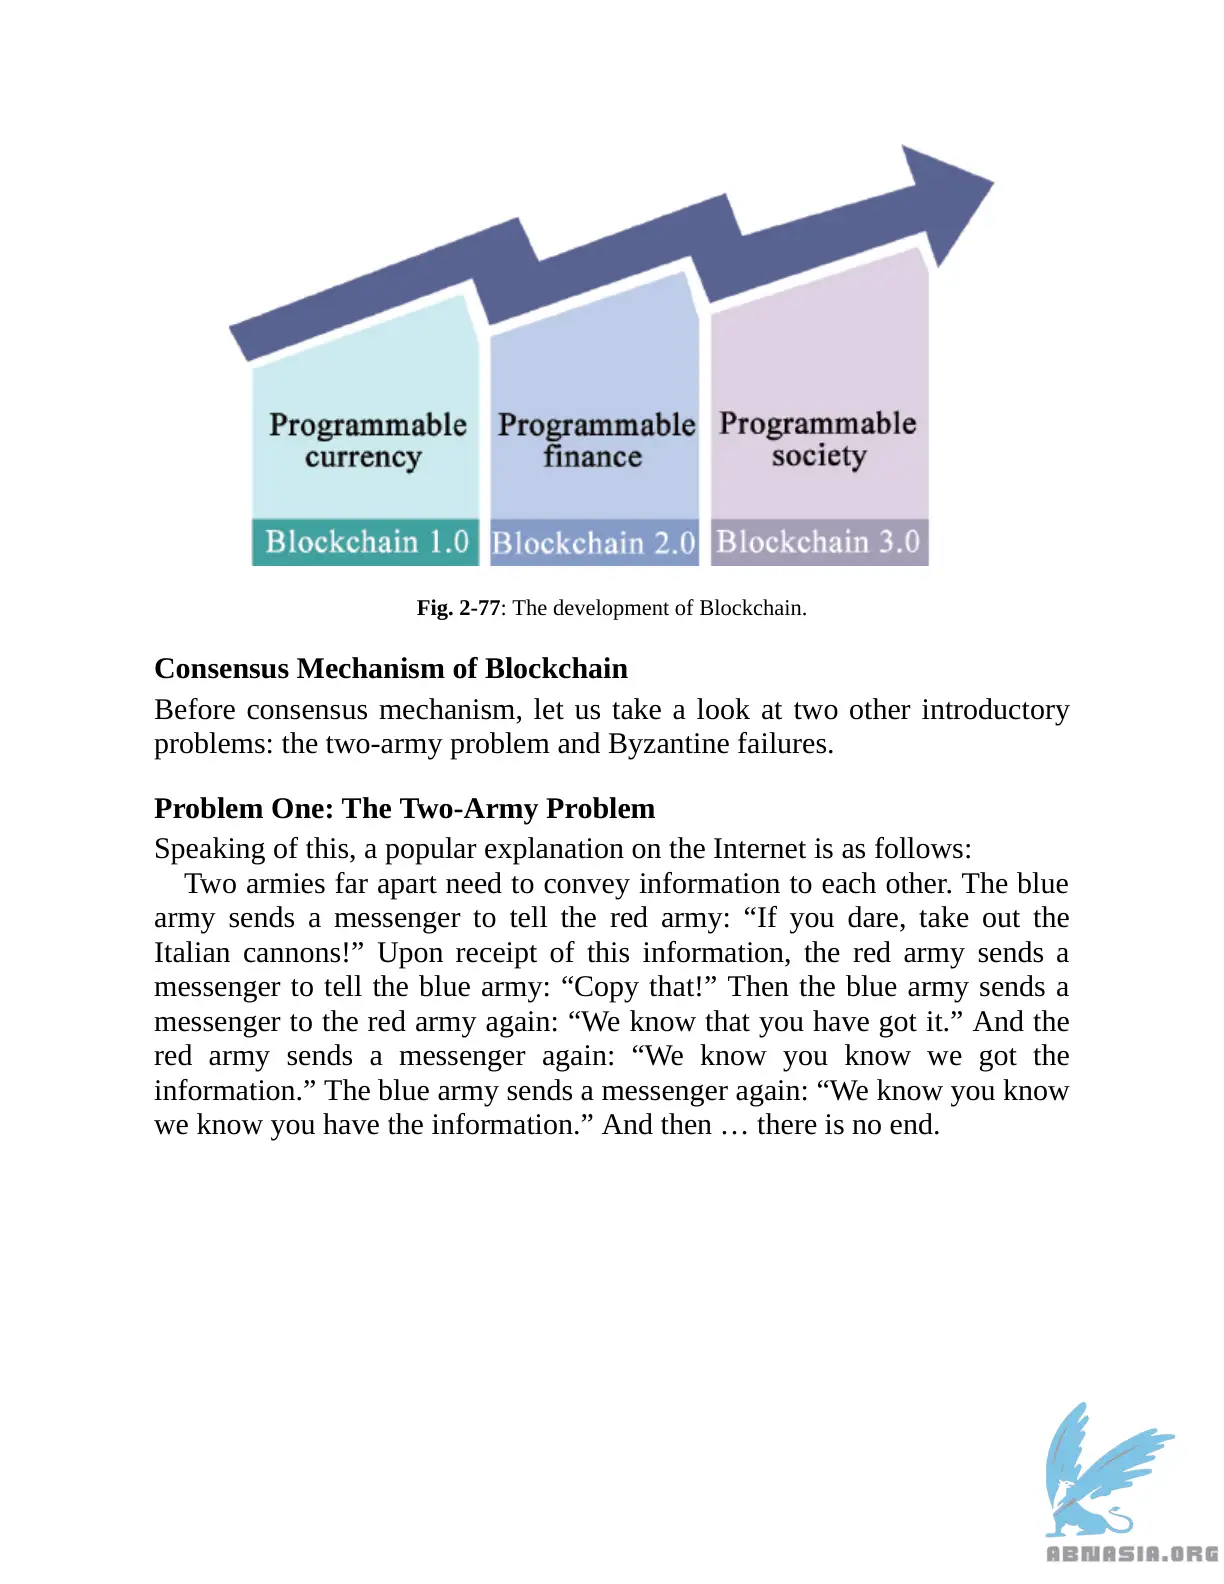 Programmable
currency
Programmable
finance
Programmable
society
Blockchain 1.0
Blockchain 2.0
Blockchain 3.0
Fig. 2-77: The development of Blockchain.
Consensus Mechanism of Blockchain
Before consensus mechanism, let us take a look at two other introductory
problems: the two-army problem and Byzantine failures.
Problem One: The Two-Army Problem
Speaking of this, a popular explanation on the Internet is as follows:
Two armies far apart need to convey information to each other. The blue
army sends a messenger to tell the red army: “If you dare, take out the
Italian cannons!” Upon receipt of this information, the red army sends a
messenger to tell the blue army: “Copy that!” Then the blue army sends a
messenger to the red army again: “We know that you have got it.” And the
red army sends a messenger again: “We know you know we got the
information.” The blue army sends a messenger again: “We know you know
we know you have the information.” And then … there is no end.
ABNASIA.ORG